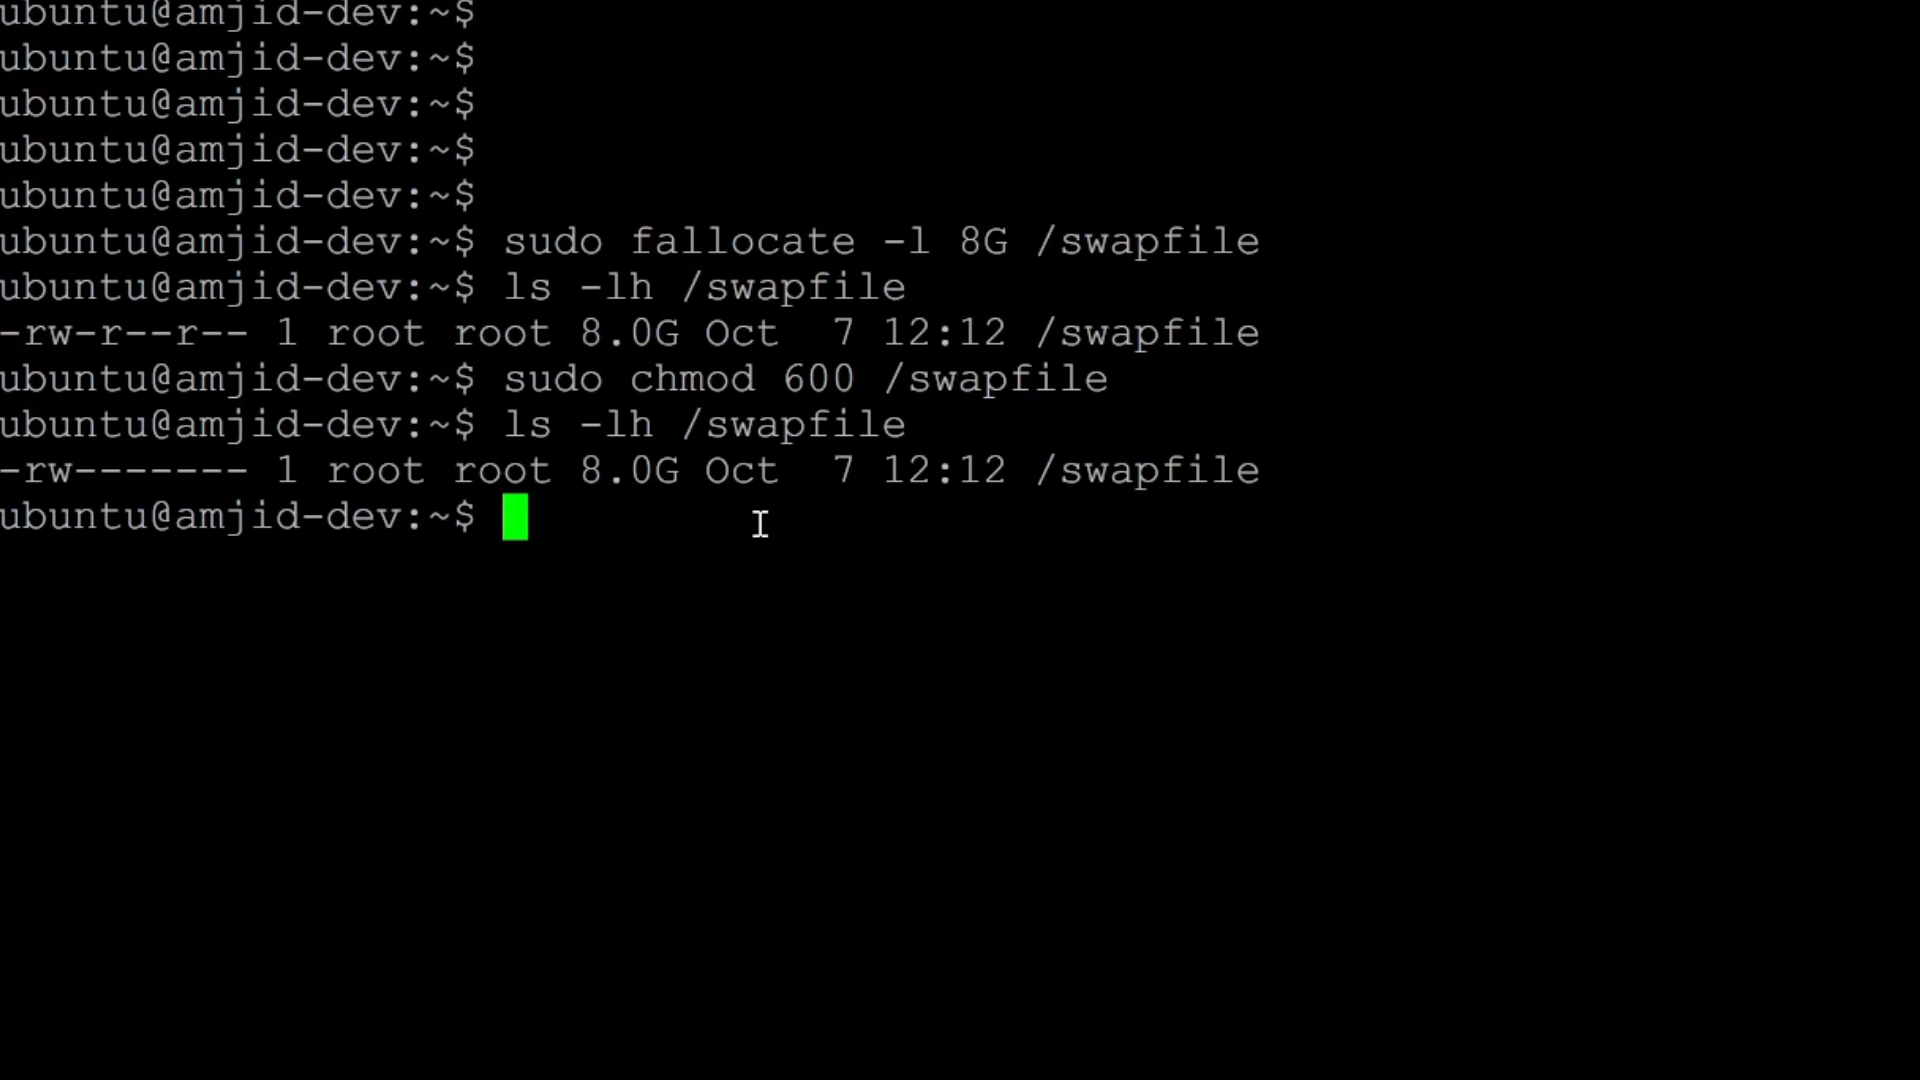 ubuntu@amjid-dev:~$
ubuntu@amjid-dev:~$
ubuntu@amjid-dev:~$
ubuntu@amjid-dev:~$
ubuntu@amjid-dev:~$
ubuntu@amjid-dev:~$ sudo fallocate -l 8G /swapfile
ubuntu@amjid-dev:~$ ls -lh /swapfile
-rw-r--r-- 1 root root 8.0G Oct  7 12:12 /swapfile
ubuntu@amjid-dev:~$ sudo chmod 600 /swapfile
ubuntu@amjid-dev:~$ ls -lh /swapfile
-rw------- 1 root root 8.0G Oct  7 12:12 /swapfile
ubuntu@amjid-dev:~$